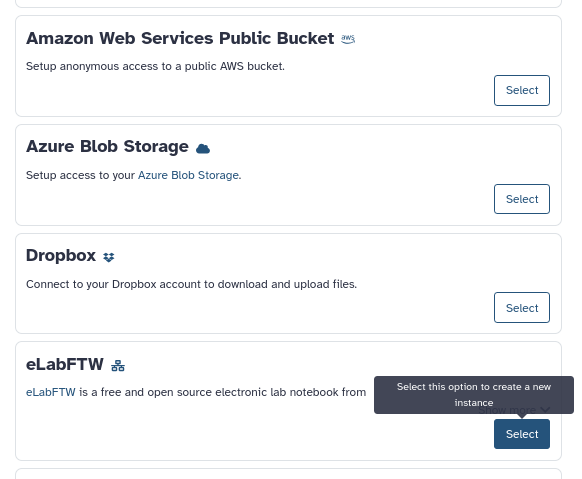 Amazon Web Services Public Bucket aws
Setup anonymous access to a public AWS bucket.
Select
Azure Blob Storage
Setup access to your Azure Blob Storage.
Select
Dropbox
Connect to your Dropbox account to download and upload files.
Select
eLabFTW
eLabFTW is a free and open source electronic lab notebook from
Select this option to create a new
instance
Show more
Select